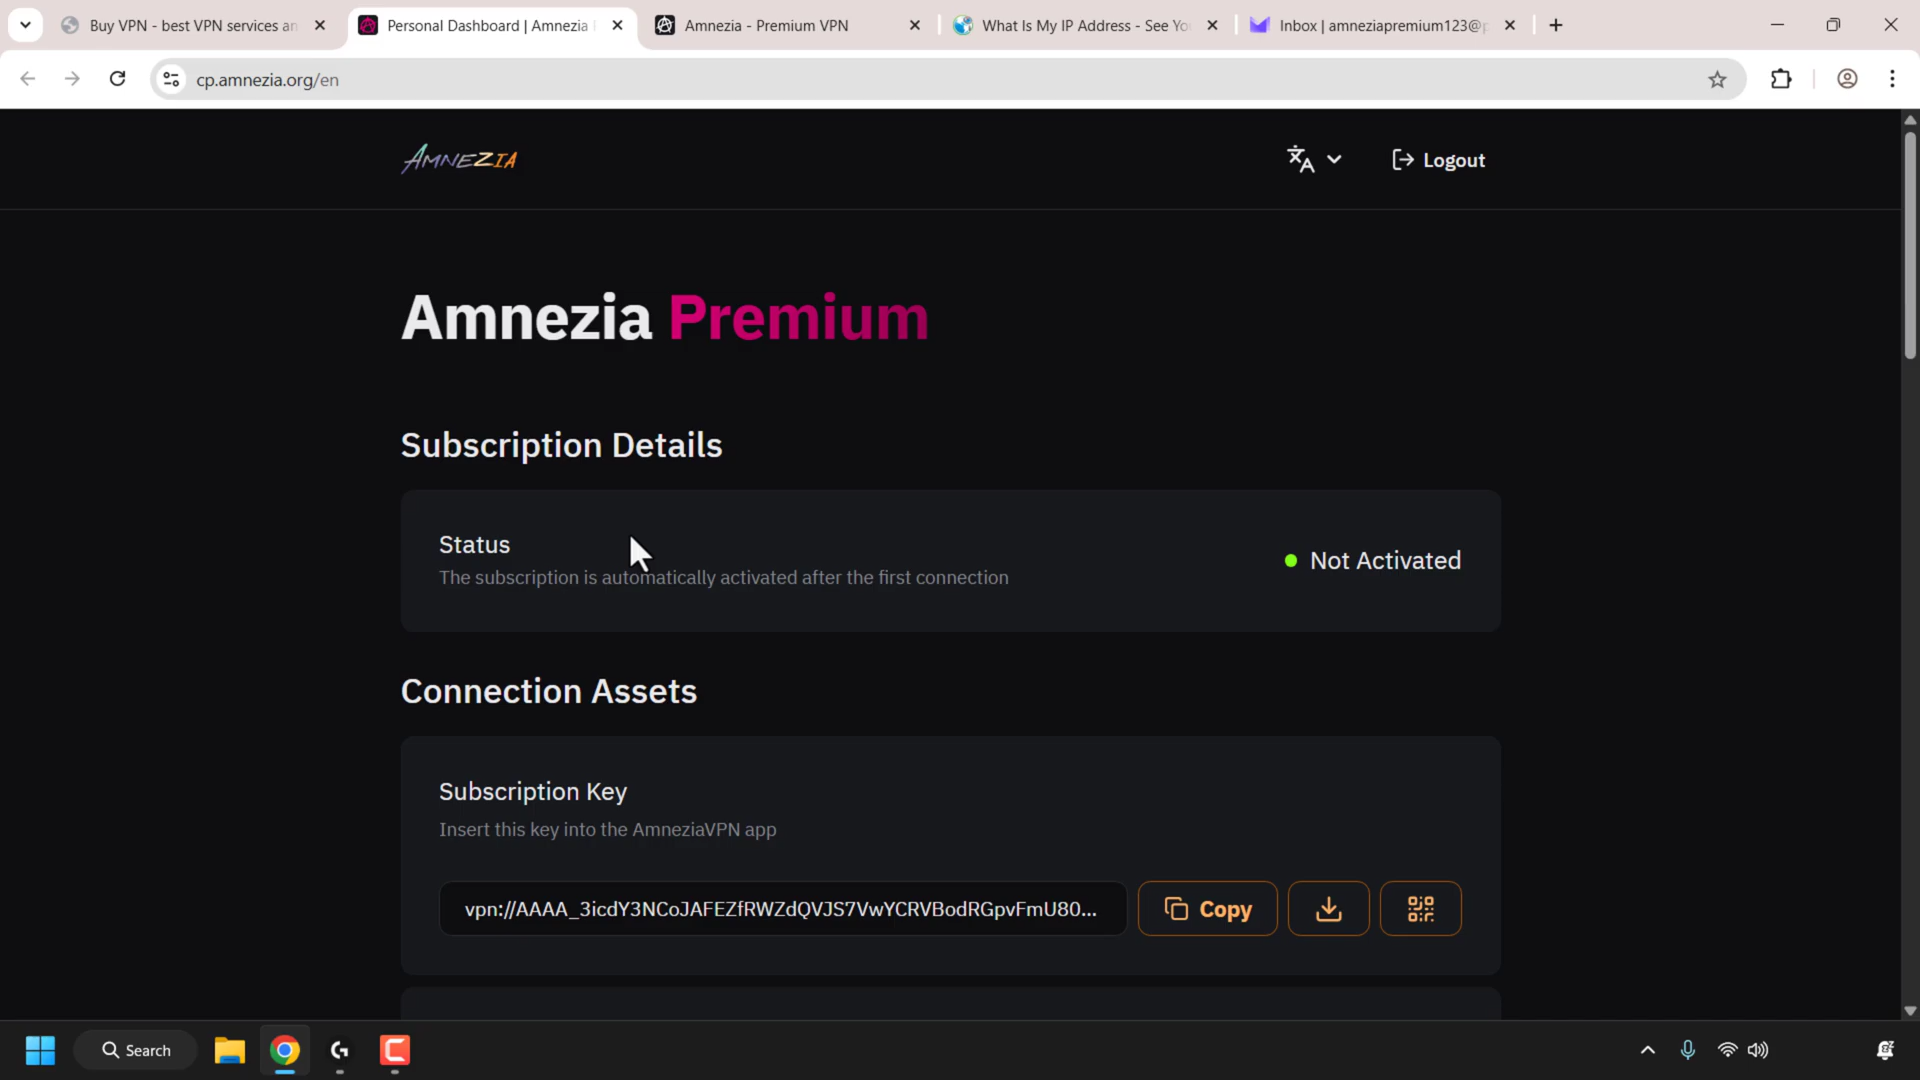 Buy VPN - best VPN services an
Personal Dashboard | Amnezia
Amnezia - Premium VPN
What Is My IP Address - See Yo
Inbox | amneziapremium123@p
cp.amnezia.org/en
AMNEZIA
Logout
Amnezia Premium
Subscription Details
Status
The subscription is automatically activated after the first connection
Not Activated
Connection Assets
Subscription Key
Insert this key into the AmneziaVPN app
vpn://AAAA_3icdY3NCoJAFEZfRWZdQVJS7VwYCRVBodRGpvFmU80...
Copy
Search